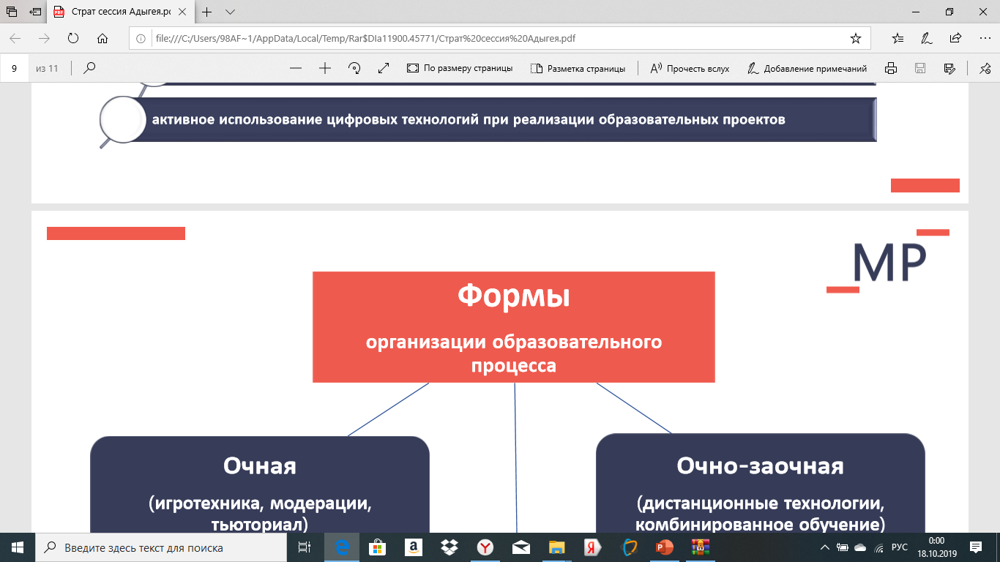 Страт сессия Адыгея.pd
file:///C:/Users/98AF~1/AppData/Local/Temp/Rar$DIa11900.45771/Страт%20сессия%20Адыгея.pdf
9 из 11 По размеру страницы Разметка страницы Прочесть вслух Добавление примечаний
активное использование цифровых технологий при реализации образовательных проектов
МР
Формы
организации образовательного
процесса
Очная
(игротехника, модерации,
тьюториал)
Очно-заочная
(дистанционные технологии,
комбинированное обучение)
Введите здесь текст для поиска
РУС
0:00
18.10.2019